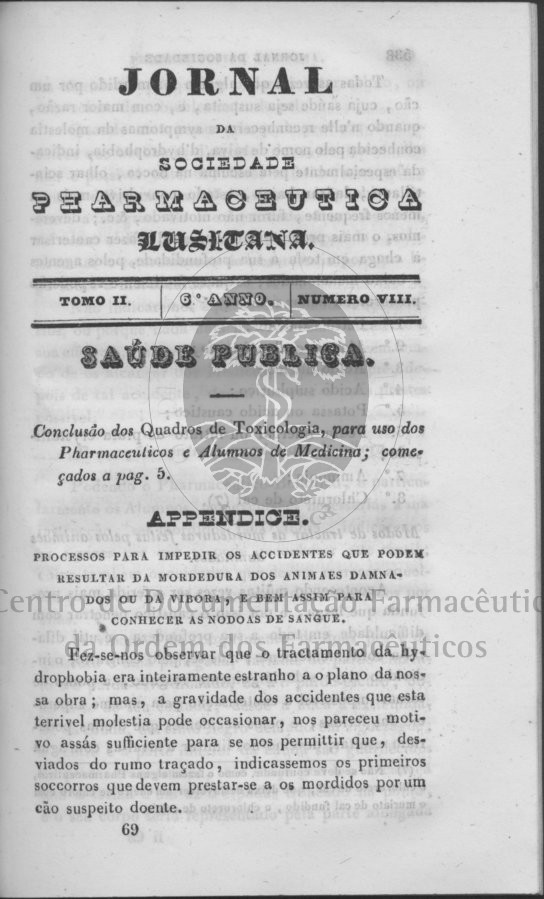 JORNAL
DA
SOCIEDADE
PHARMACEUTICA
LUSITANA.
TOMO II. 6.º ANNO. NUMERO VIII.
SAÚDE PUBLICA.
Conclusão dos Quadros de Toxicologia, para uso dos
Pharmaceuticos e Alumnos de Medicina; come-
çados a pag. 5.
APPENDICE.
PROCESSOS PARA IMPEDIR OS ACCIDENTES QUE PODEM
RESULTAR DA MORDEDURA DOS ANIMAES DAMNA-
DOS OU DA VIBORA, E BEM ASSIM PARA
CONHECER AS NODOAS DE SANGUE.
Centro de Documentação Farmacêutic
da Ordem dos Farmacêuticos
Fez-se-nos observar que o tractamento da hy-
drophobia era inteiramente estranho a o plano da nos-
sa obra; mas, a gravidade dos accidentes que esta
terrivel molestia pode occasionar, nos pareceu moti-
vo assás sufficiente para se nos permittir que, des-
viados do rumo traçado, indicassemos os primeiros
soccorros que devem prestar-se a os mordidos por um
cão suspeito doente.
69